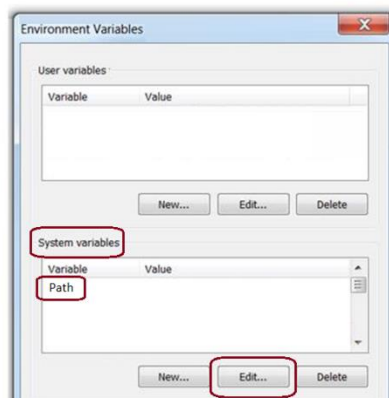 Environment Variables
User variables
Variable Value
New... Edit... Delete
System variables
Variable Value
Path
New... Edit... Delete